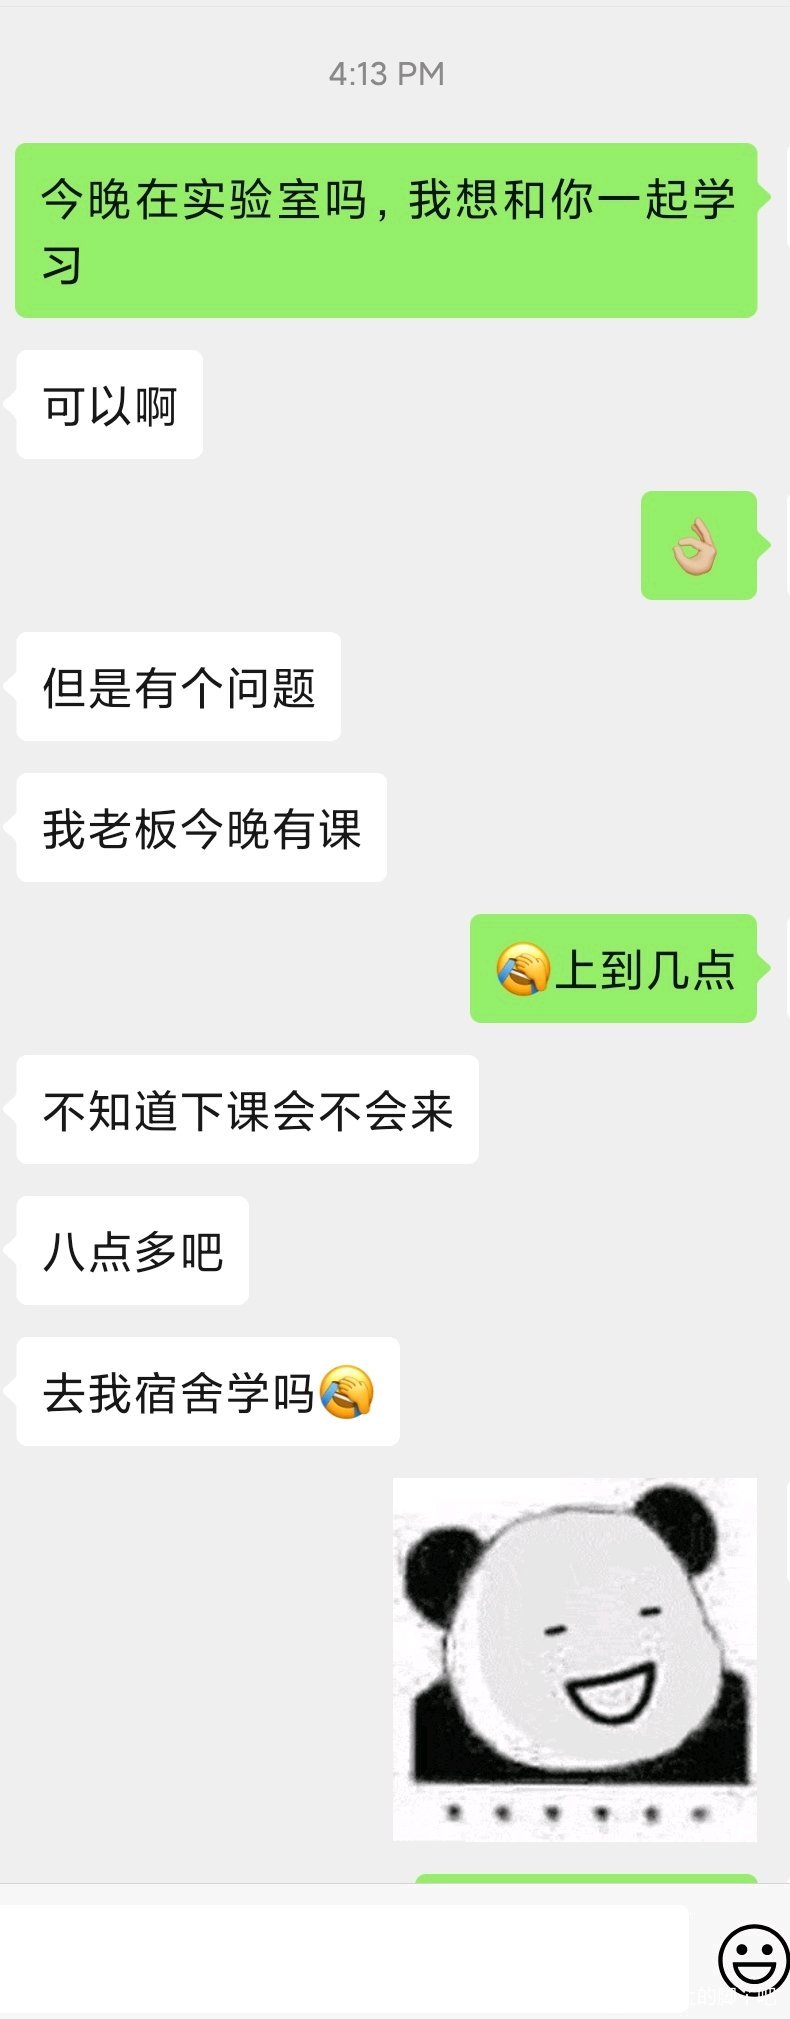 4:13 PM
今晚在实验室吗，我想和你一起学
习
可以啊
👌🏼
但是有个问题
我老板今晚有课
🤦上到几点
不知道下课会不会来
八点多吧
去我宿舍学吗🤦
......